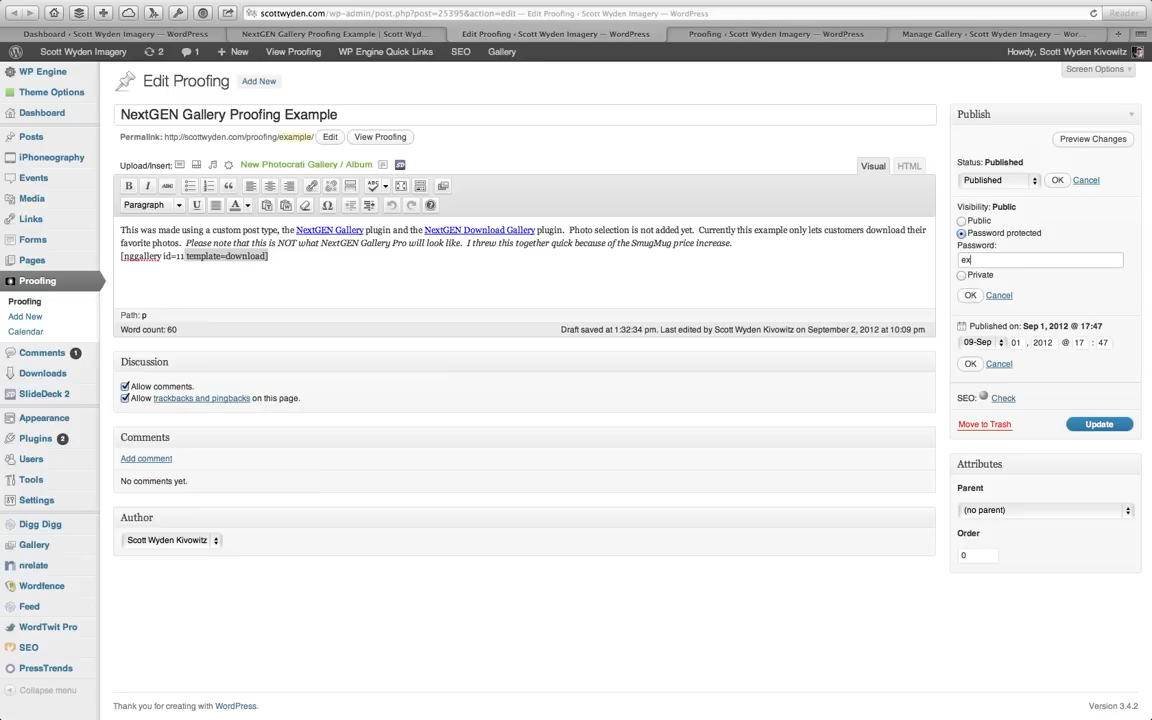 scottwyden.com/wp-admin/post.php?post=25395&action=edit — Edit Proofing ‹ Scott Wyden Imagery — WordPress
Reader
Dashboard ‹ Scott Wyden Imagery — WordPress
NextGEN Gallery Proofing Example | Scott Wyd...
Edit Proofing ‹ Scott Wyden Imagery — WordPress
Proofing ‹ Scott Wyden Imagery — WordPress
Manage Gallery ‹ Scott Wyden Imagery — Wor...
Scott Wyden Imagery
2
1
+ New
View Proofing
WP Engine Quick Links
SEO
Gallery
Howdy, Scott Wyden Kivowitz
WP Engine
Theme Options
Dashboard
Posts
iPhoneography
Events
Media
Links
Forms
Pages
Proofing
Proofing
Add New
Calendar
Comments 1
Downloads
SlideDeck 2
Appearance
Plugins 2
Users
Tools
Settings
Digg Digg
Gallery
nrelate
Wordfence
Feed
WordTwit Pro
SEO
PressTrends
Collapse menu
Screen Options
Edit Proofing
Add New
NextGEN Gallery Proofing Example
Permalink: http://scottwyden.com/proofing/example/
Edit
View Proofing
Upload/Insert
New Photocrati Gallery / Album
Visual
HTML
Paragraph
This was made using a custom post type, the NextGEN Gallery plugin and the NextGEN Download Gallery plugin. Photo selection is not added yet. Currently this example only lets customers download their
favorite photos. Please note that this is NOT what NextGEN Gallery Pro will look like. I threw this together quick because of the SmugMug price increase.
[nggallery id=11 template=download]
Path: p
Word count: 60
Draft saved at 1:32:34 pm. Last edited by Scott Wyden Kivowitz on September 2, 2012 at 10:09 pm
Discussion
Allow comments.
Allow trackbacks and pingbacks on this page.
Comments
Add comment
No comments yet.
Author
Scott Wyden Kivowitz
Publish
Preview Changes
Status: Published
Published
OK
Cancel
Visibility: Public
Public
Password protected
Password:
ex
Private
OK
Cancel
Published on: Sep 1, 2012 @ 17:47
09-Sep 01 , 2012 @ 17 : 47
OK
Cancel
SEO: Check
Move to Trash
Update
Attributes
Parent
(no parent)
Order
0
Thank you for creating with WordPress.
Version 3.4.2